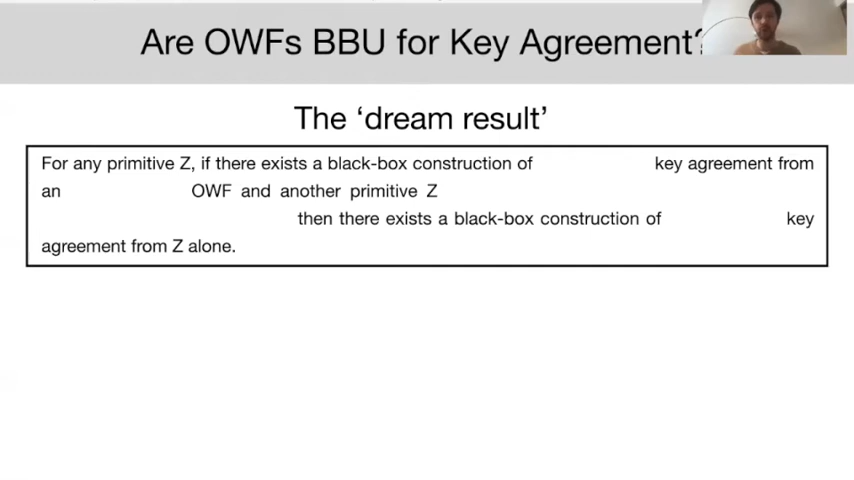 Are OWFs BBU for Key Agreement?
The ‘dream result’
For any primitive Z, if there exists a black-box construction of key agreement from
an OWF and another primitive Z
then there exists a black-box construction of key
agreement from Z alone.